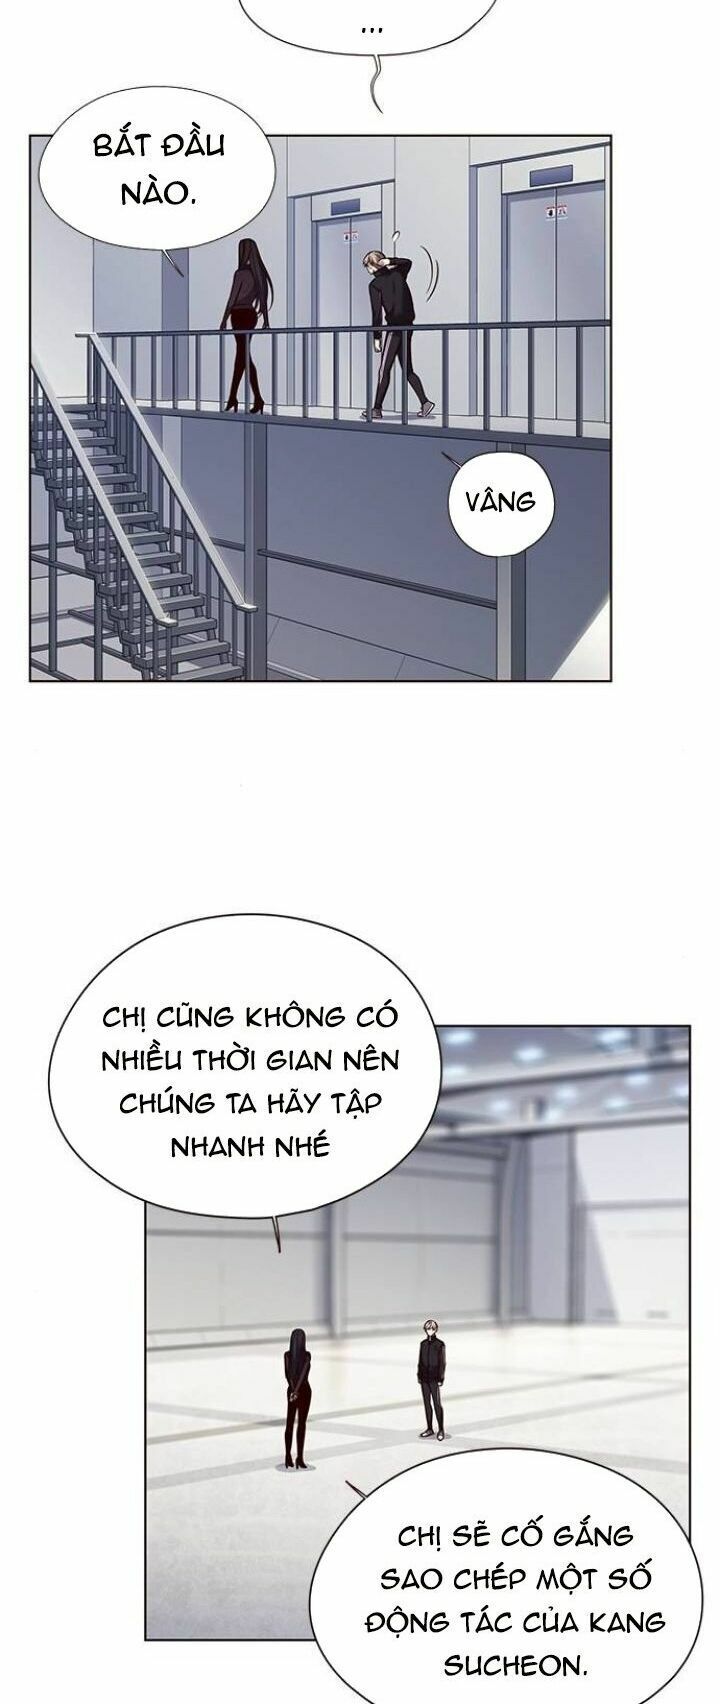 ...
BẮT ĐẦU
NÀO.
VÂNG
CHỊ CŨNG KHÔNG CÓ
NHIỀU THỜI GIAN NÊN
CHÚNG TA HÃY TẬP
NHANH NHÉ
CHỊ SẼ CỐ GẮNG
SAO CHÉP MỘT SỐ
ĐỘNG TÁC CỦA KANG
SUCHEON.